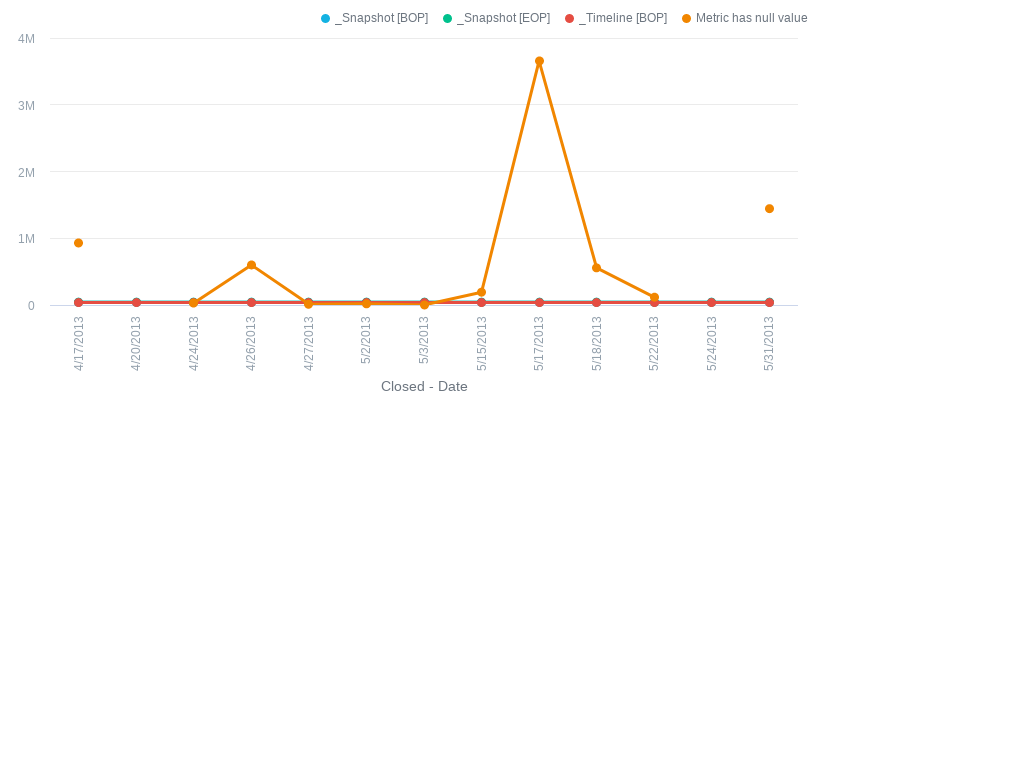 _Snapshot [BOP] _Snapshot [EOP] _Timeline [BOP] Metric has null value
4M
3M
2M
1M
0
4/17/2013
4/20/2013
4/24/2013
4/26/2013
4/27/2013
5/2/2013
5/3/2013
5/15/2013
5/17/2013
5/18/2013
5/22/2013
5/24/2013
5/31/2013
Closed - Date